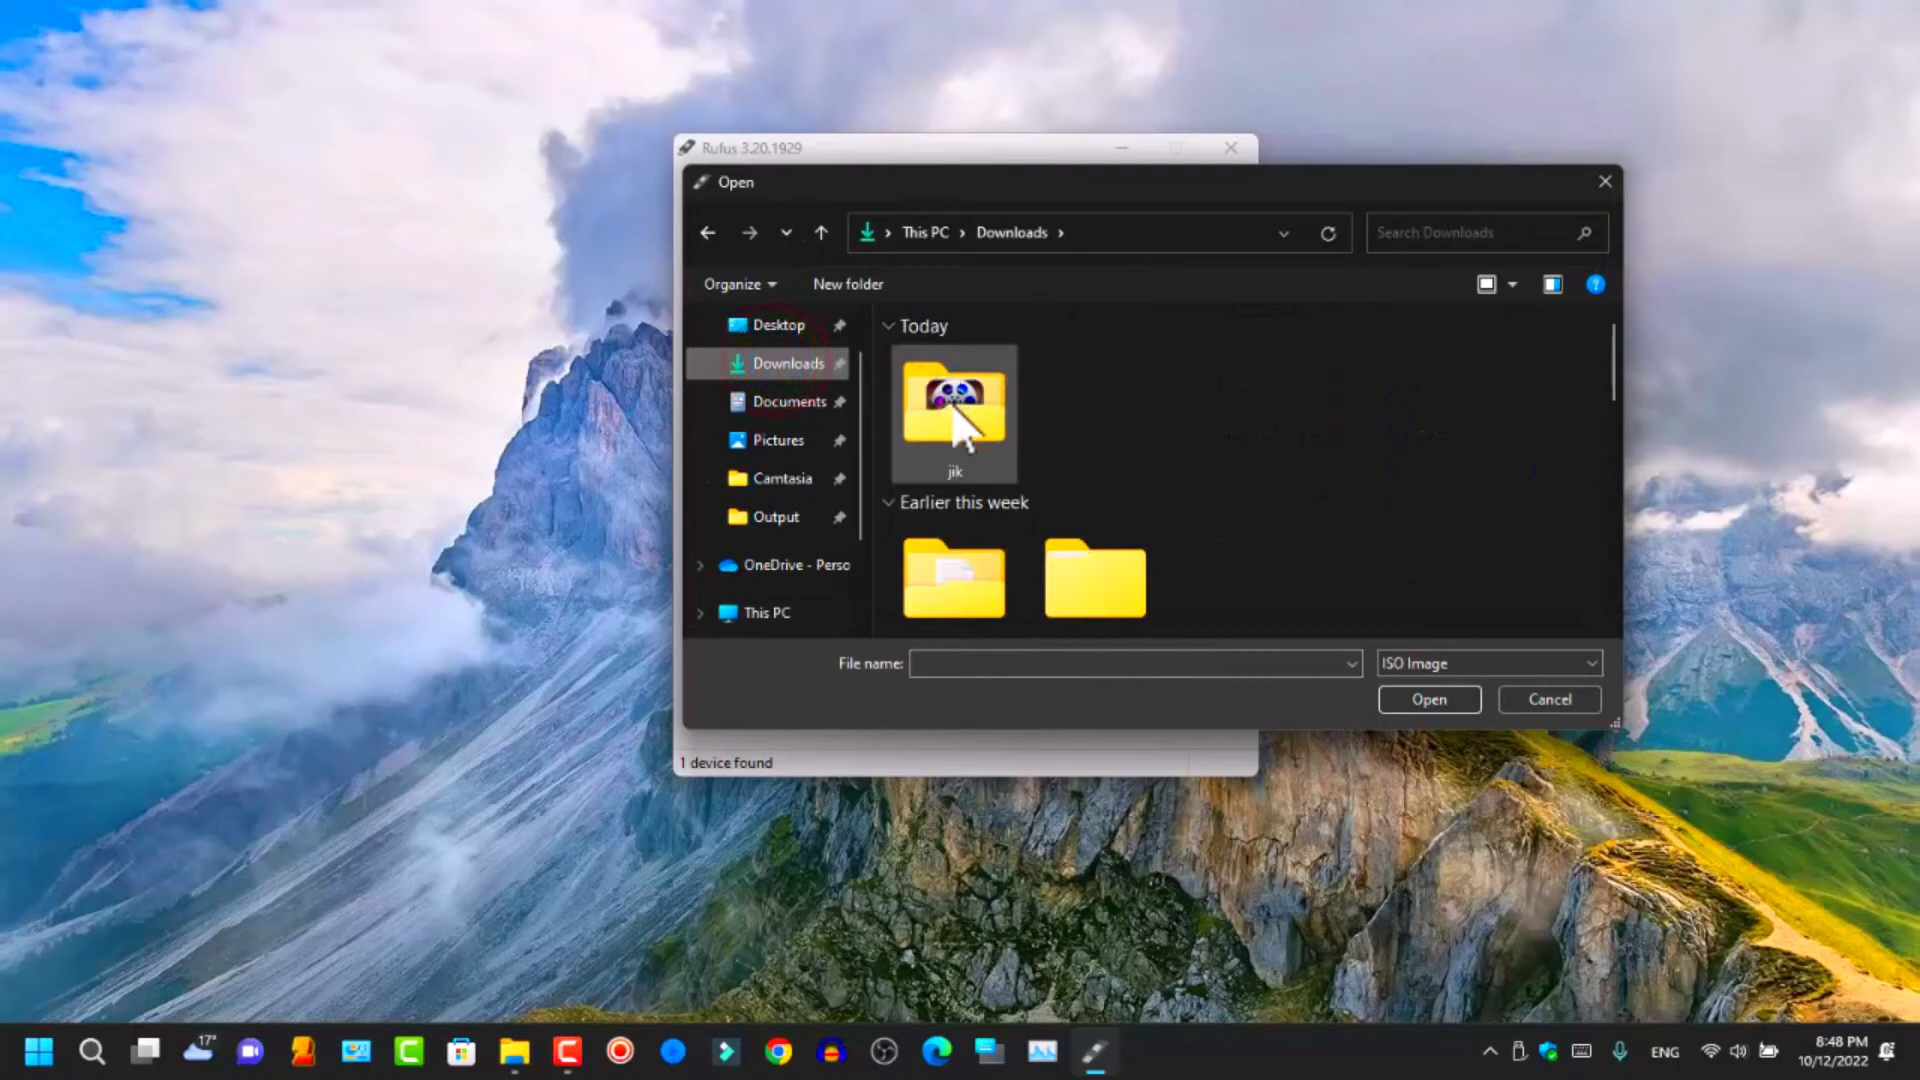 Rufus 3.20.1929
Open
This PC
Downloads
Search Downloads
Organize
New folder
Desktop
Downloads
Documents
Pictures
Camtasia
Output
OneDrive - Perso
This PC
Today
jik
Earlier this week
File name:
ISO Image
Open
Cancel
1 device found
17°
ENG
8:48 PM
10/12/2022